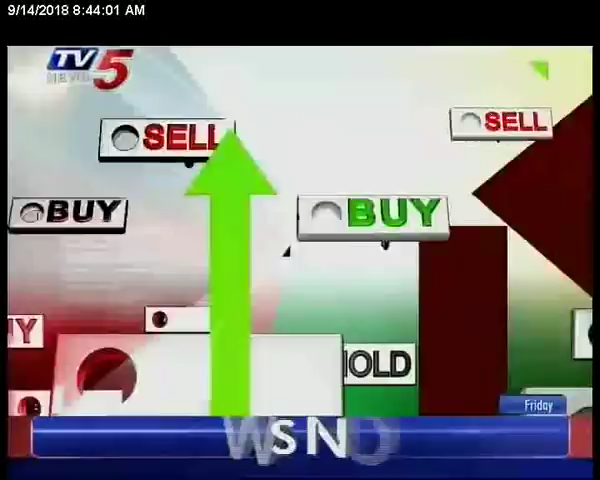 9/14/2018 8:44:01 AM
TV5
NEWS
SELL
SELL
BUY
BUY
HOLD
Friday